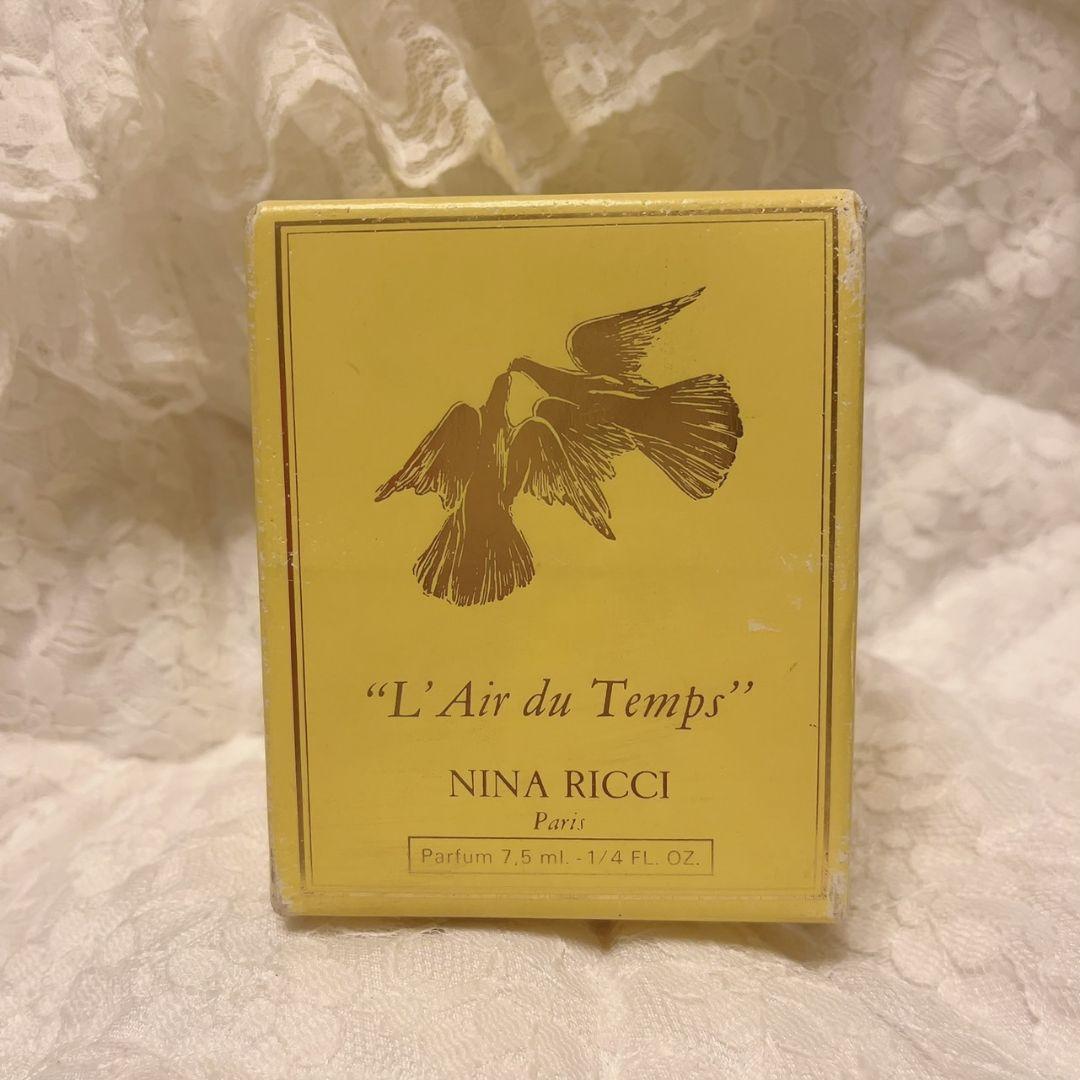 “L’Air du Temps”
NINA RICCI
Paris
Parfum 7,5 ml. - 1/4 FL. OZ.